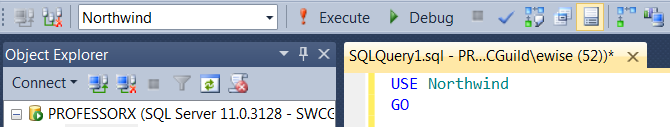 Northwind
Execute
Debug
Object Explorer
Connect
PROFESSORX (SQL Server 11.0.3128 - SWCG
SQLQuery1.sql - PR...CGuild\ewise (52))*
USE Northwind
GO